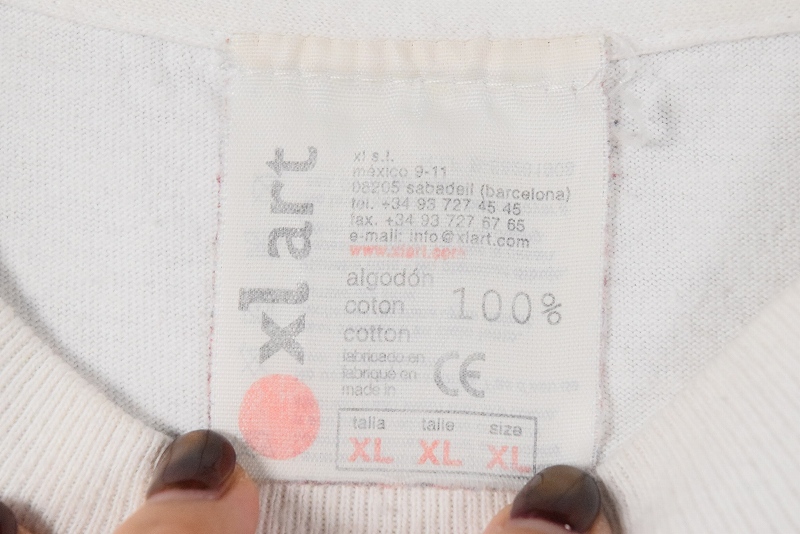 xl art
xl s.l.
méxico 9-11
08205 sabadell (barcelona)
tel. +34 93 727 45 45
fax. +34 93 727 67 65
e-mail: info@xlart.com
www.xlart.com
algodón
coton 100%
cotton
fabricado en
fabriqué en CE
made in
talla taille size
XL XL XL